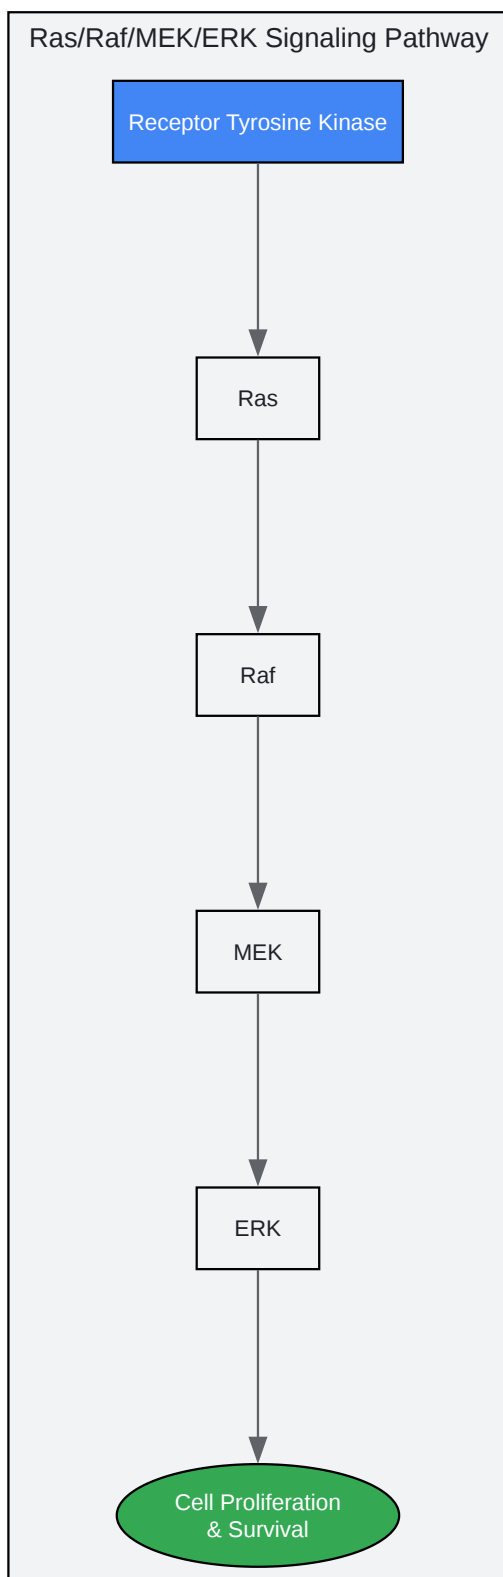 Ras/Raf/MEK/ERK Signaling Pathway
Receptor Tyrosine Kinase
Ras
Raf
MEK
ERK
Cell Proliferation
& Survival